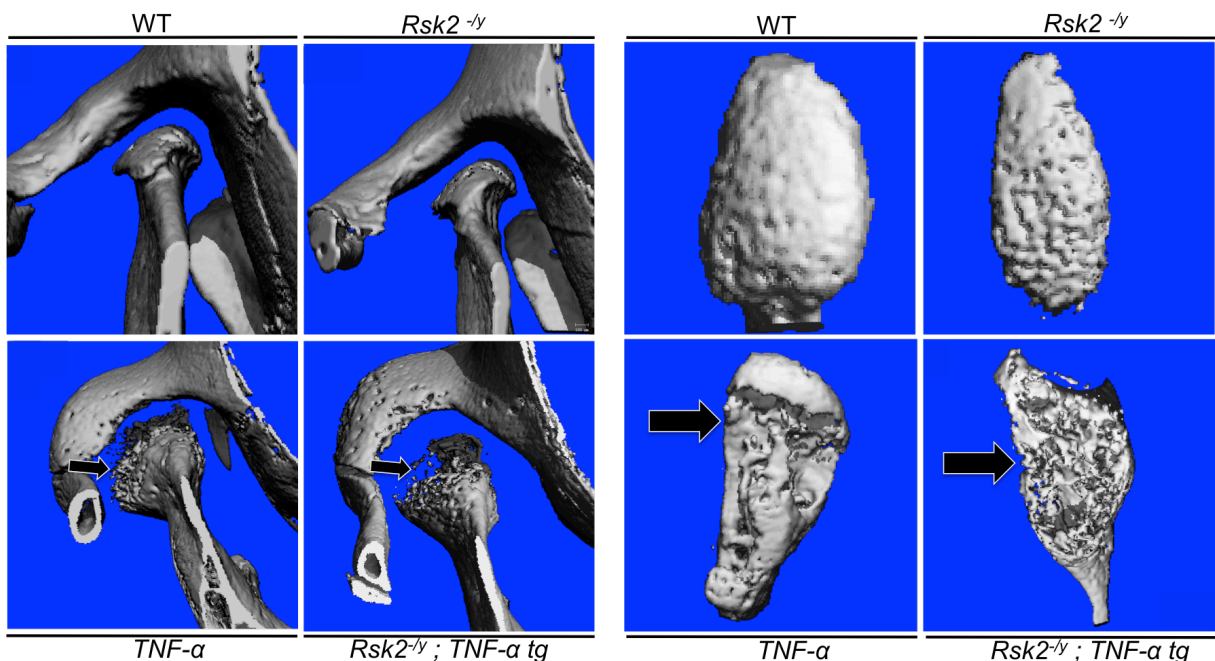 WT
Rsk2 -/y
WT
Rsk2 -/y
TNF-α
Rsk2-/y ; TNF-α tg
TNF-α
Rsk2-/y ; TNF-α tg